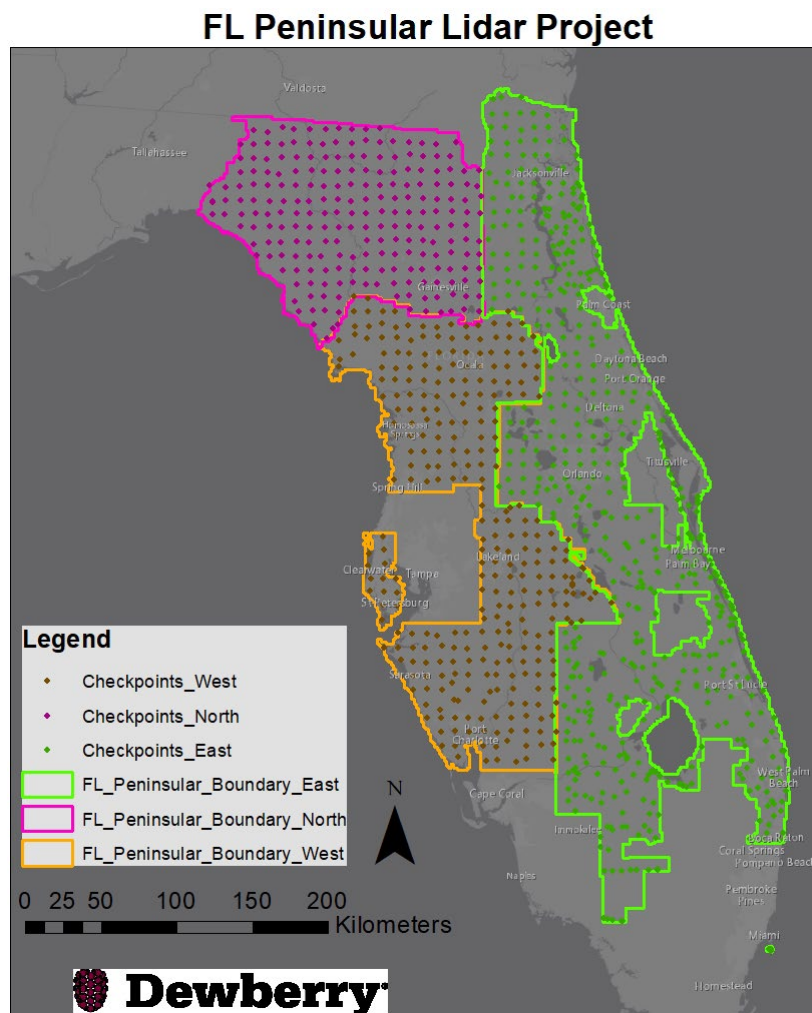 FL Peninsular Lidar Project
Valdosta
Tallahassee
Jacksonville
Gainesville
Palm Coast
Ocala
Daytona Beach
Port Orange
Deltona
Homosassa
Springs
Orlando
Titusville
Spring Hill
Melbourne
Palm Bay
Lakeland
Clearwater
Tampa
St Petersburg
Sarasota
Port St Lucie
Port
Charlotte
West Palm
Beach
Cape Coral
Immokalee
Boca Raton
Coral Springs
Pompano Beach
Naples
Pembroke
Pines
Miami
Homestead
Legend
Checkpoints_West
Checkpoints_North
Checkpoints_East
FL_Peninsular_Boundary_East
FL_Peninsular_Boundary_North
FL_Peninsular_Boundary_West
N
0 25 50 100 150 200
Kilometers
Dewberry